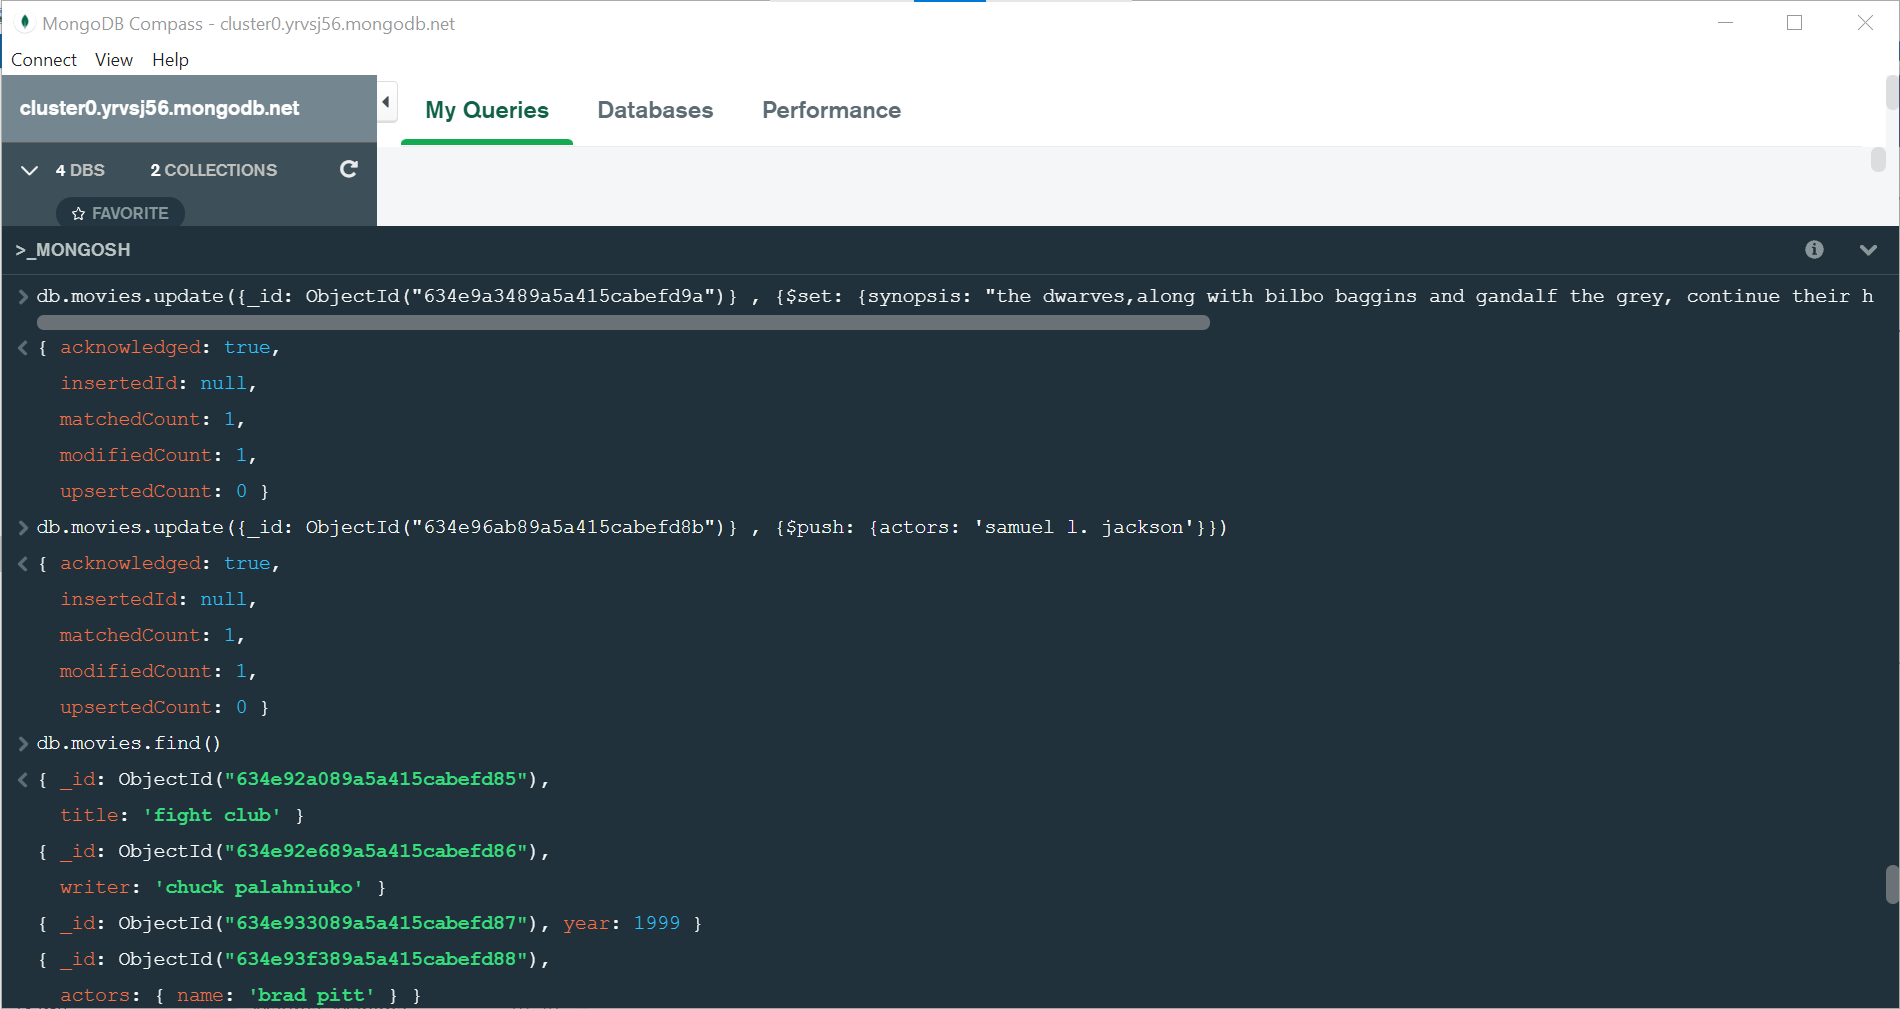 MongoDB Compass - cluster0.yrvsj56.mongodb.net
Connect View Help
cluster0.yrvsj56.mongodb.net
My Queries Databases Performance
4 DBS 2 COLLECTIONS
FAVORITE
>_MONGOSH
db.movies.update({_id: ObjectId("634e9a3489a5a415cabefd9a")} , {$set: {synopsis: "the dwarves,along with bilbo baggins and gandalf the grey, continue their h
{ acknowledged: true,
insertedId: null,
matchedCount: 1,
modifiedCount: 1,
upsertedCount: 0 }
db.movies.update({_id: ObjectId("634e96ab89a5a415cabefd8b")} , {$push: {actors: 'samuel l. jackson'}})
{ acknowledged: true,
insertedId: null,
matchedCount: 1,
modifiedCount: 1,
upsertedCount: 0 }
db.movies.find()
{ _id: ObjectId("634e92a089a5a415cabefd85"),
title: 'fight club' }
{ _id: ObjectId("634e92e689a5a415cabefd86"),
writer: 'chuck palahniuko' }
{ _id: ObjectId("634e933089a5a415cabefd87"), year: 1999 }
{ _id: ObjectId("634e93f389a5a415cabefd88"),
actors: { name: 'brad pitt' } }